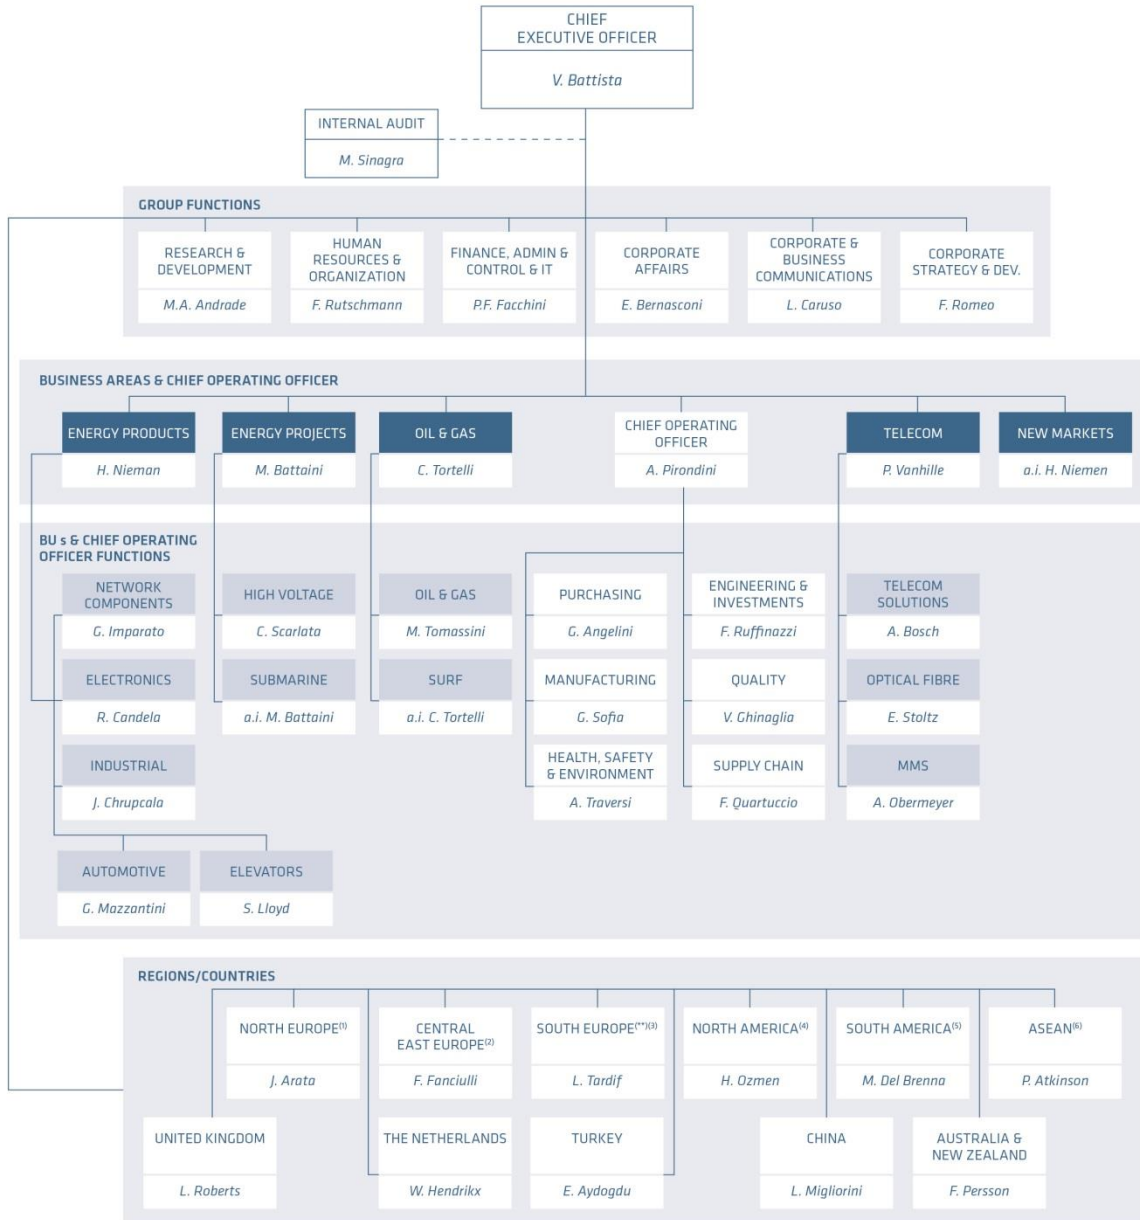 CHIEF
EXECUTIVE OFFICER
V. Battista
INTERNAL AUDIT
M. Sinagra
GROUP FUNCTIONS
RESEARCH &
DEVELOPMENT
M.A. Andrade
HUMAN
RESOURCES &
ORGANIZATION
F. Rutschmann
FINANCE, ADMIN &
CONTROL & IT
P.F. Facchini
CORPORATE
AFFAIRS
E. Bernasconi
CORPORATE &
BUSINESS
COMMUNICATIONS
L. Caruso
CORPORATE
STRATEGY & DEV.
F. Romeo
BUSINESS AREAS & CHIEF OPERATING OFFICER
ENERGY PRODUCTS
H. Nieman
ENERGY PROJECTS
M. Battaini
OIL & GAS
C. Tortelli
CHIEF OPERATING
OFFICER
A. Pirondini
TELECOM
P. Vanhille
NEW MARKETS
a.i. H. Niemen
BU s & CHIEF OPERATING
OFFICER FUNCTIONS
NETWORK
COMPONENTS
G. Imparato
HIGH VOLTAGE
C. Scarlata
OIL & GAS
M. Tomassini
PURCHASING
G. Angelini
ENGINEERING &
INVESTMENTS
F. Ruffinazzi
TELECOM
SOLUTIONS
A. Bosch
ELECTRONICS
R. Candela
SUBMARINE
a.i. M. Battaini
SURF
a.i. C. Tortelli
MANUFACTURING
G. Sofia
QUALITY
V. Ghinaglia
OPTICAL FIBRE
E. Stoltz
INDUSTRIAL
J. Chrupcala
HEALTH, SAFETY
& ENVIRONMENT
A. Traversi
SUPPLY CHAIN
F. Quartuccio
MMS
A. Obermeyer
AUTOMOTIVE
G. Mazzantini
ELEVATORS
S. Lloyd
REGIONS/COUNTRIES
NORTH EUROPE(1)
J. Arata
CENTRAL
EAST EUROPE(2)
F. Fanciulli
SOUTH EUROPE(**)(3)
L. Tardif
NORTH AMERICA(4)
H. Ozmen
SOUTH AMERICA(5)
M. Del Brenna
ASEAN(6)
P. Atkinson
UNITED KINGDOM
L. Roberts
THE NETHERLANDS
W. Hendrikx
TURKEY
E. Aydogdu
CHINA
L. Migliorini
AUSTRALIA &
NEW ZEALAND
F. Persson